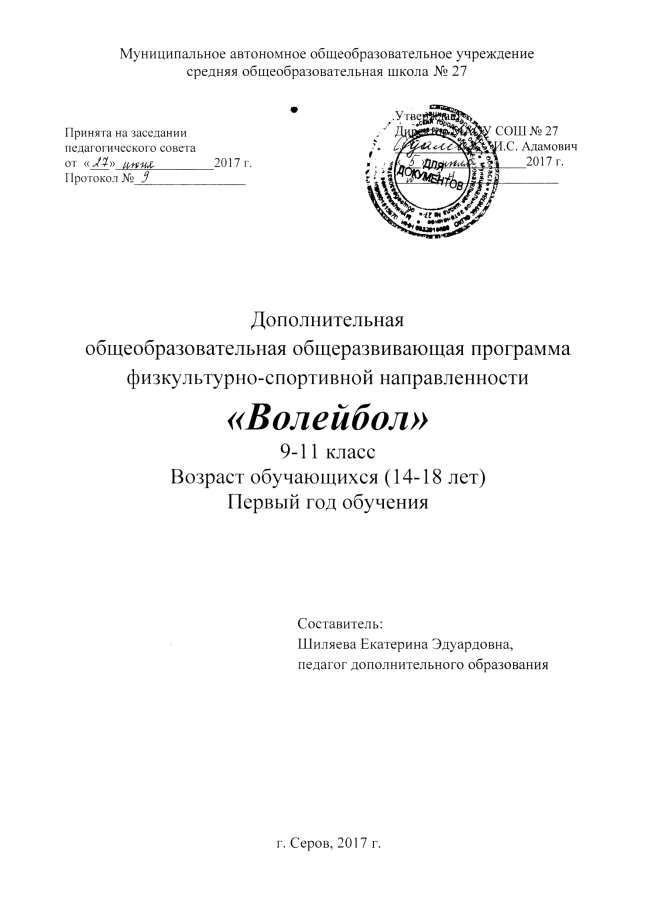 Муниципальное автономное общеобразовательное учреждение
средняя общеобразовательная школа № 27
Принята на заседании
педагогического совета
от «27» июня 2017 г.
Протокол № 9
СОШ № 27
И.С. Адамович
2017 г.
ДЛЯ
ДОКУМЕНТОВ
Дополнительная
общеобразовательная общеразвивающая программа
физкультурно-спортивной направленности
«Волейбол»
9-11 класс
Возраст обучающихся (14-18 лет)
Первый год обучения
Составитель:
Шиляева Екатерина Эдуардовна,
педагог дополнительного образования
г. Серов, 2017 г.